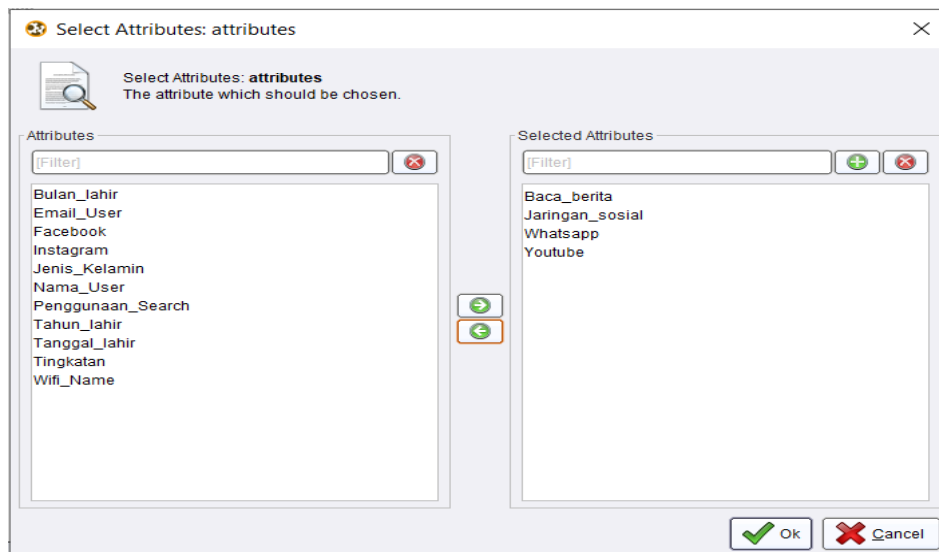 Select Attributes: attributes
Select Attributes: attributes
The attribute which should be chosen.
Attributes
[Filter]
Bulan_lahir
Email_User
Facebook
Instagram
Jenis_Kelamin
Nama_User
Penggunaan_Search
Tahun_lahir
Tanggal_lahir
Tingkatan
Wifi_Name
Selected Attributes
[Filter]
Baca_berita
Jaringan_sosial
Whatsapp
Youtube
Ok
Cancel